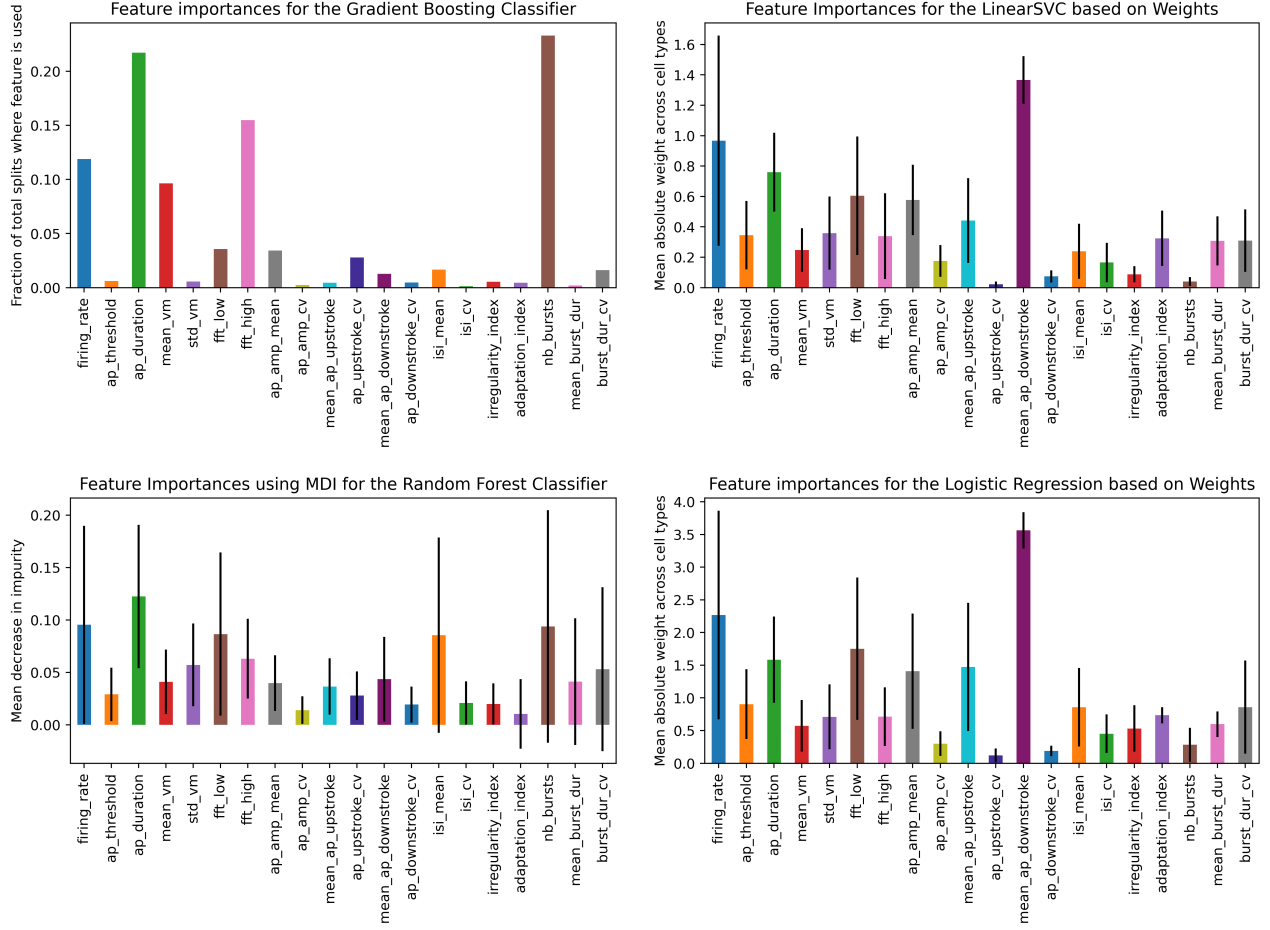 Feature importances for the Gradient Boosting Classifier
Fraction of total splits where feature is used
0.20
0.15
0.10
0.05
0.00
firing_rate
ap_threshold
ap_duration
mean_vm
std_vm
fft_low
fft_high
ap_amp_mean
ap_amp_cv
mean_ap_upstroke
ap_upstroke_cv
mean_ap_downstroke
ap_downstroke_cv
isi_mean
isi_cv
irregularity_index
adaptation_index
nb_bursts
mean_burst_dur
burst_dur_cv
Feature Importances for the LinearSVC based on Weights
Mean absolute weight across cell types
1.6
1.4
1.2
1.0
0.8
0.6
0.4
0.2
0.0
firing_rate
ap_threshold
ap_duration
mean_vm
std_vm
fft_low
fft_high
ap_amp_mean
ap_amp_cv
mean_ap_upstroke
ap_upstroke_cv
mean_ap_downstroke
ap_downstroke_cv
isi_mean
isi_cv
irregularity_index
adaptation_index
nb_bursts
mean_burst_dur
burst_dur_cv
Feature Importances using MDI for the Random Forest Classifier
Mean decrease in impurity
0.20
0.15
0.10
0.05
0.00
firing_rate
ap_threshold
ap_duration
mean_vm
std_vm
fft_low
fft_high
ap_amp_mean
ap_amp_cv
mean_ap_upstroke
ap_upstroke_cv
mean_ap_downstroke
ap_downstroke_cv
isi_mean
isi_cv
irregularity_index
adaptation_index
nb_bursts
mean_burst_dur
burst_dur_cv
Feature importances for the Logistic Regression based on Weights
Mean absolute weight across cell types
4.0
3.5
3.0
2.5
2.0
1.5
1.0
0.5
0.0
firing_rate
ap_threshold
ap_duration
mean_vm
std_vm
fft_low
fft_high
ap_amp_mean
ap_amp_cv
mean_ap_upstroke
ap_upstroke_cv
mean_ap_downstroke
ap_downstroke_cv
isi_mean
isi_cv
irregularity_index
adaptation_index
nb_bursts
mean_burst_dur
burst_dur_cv